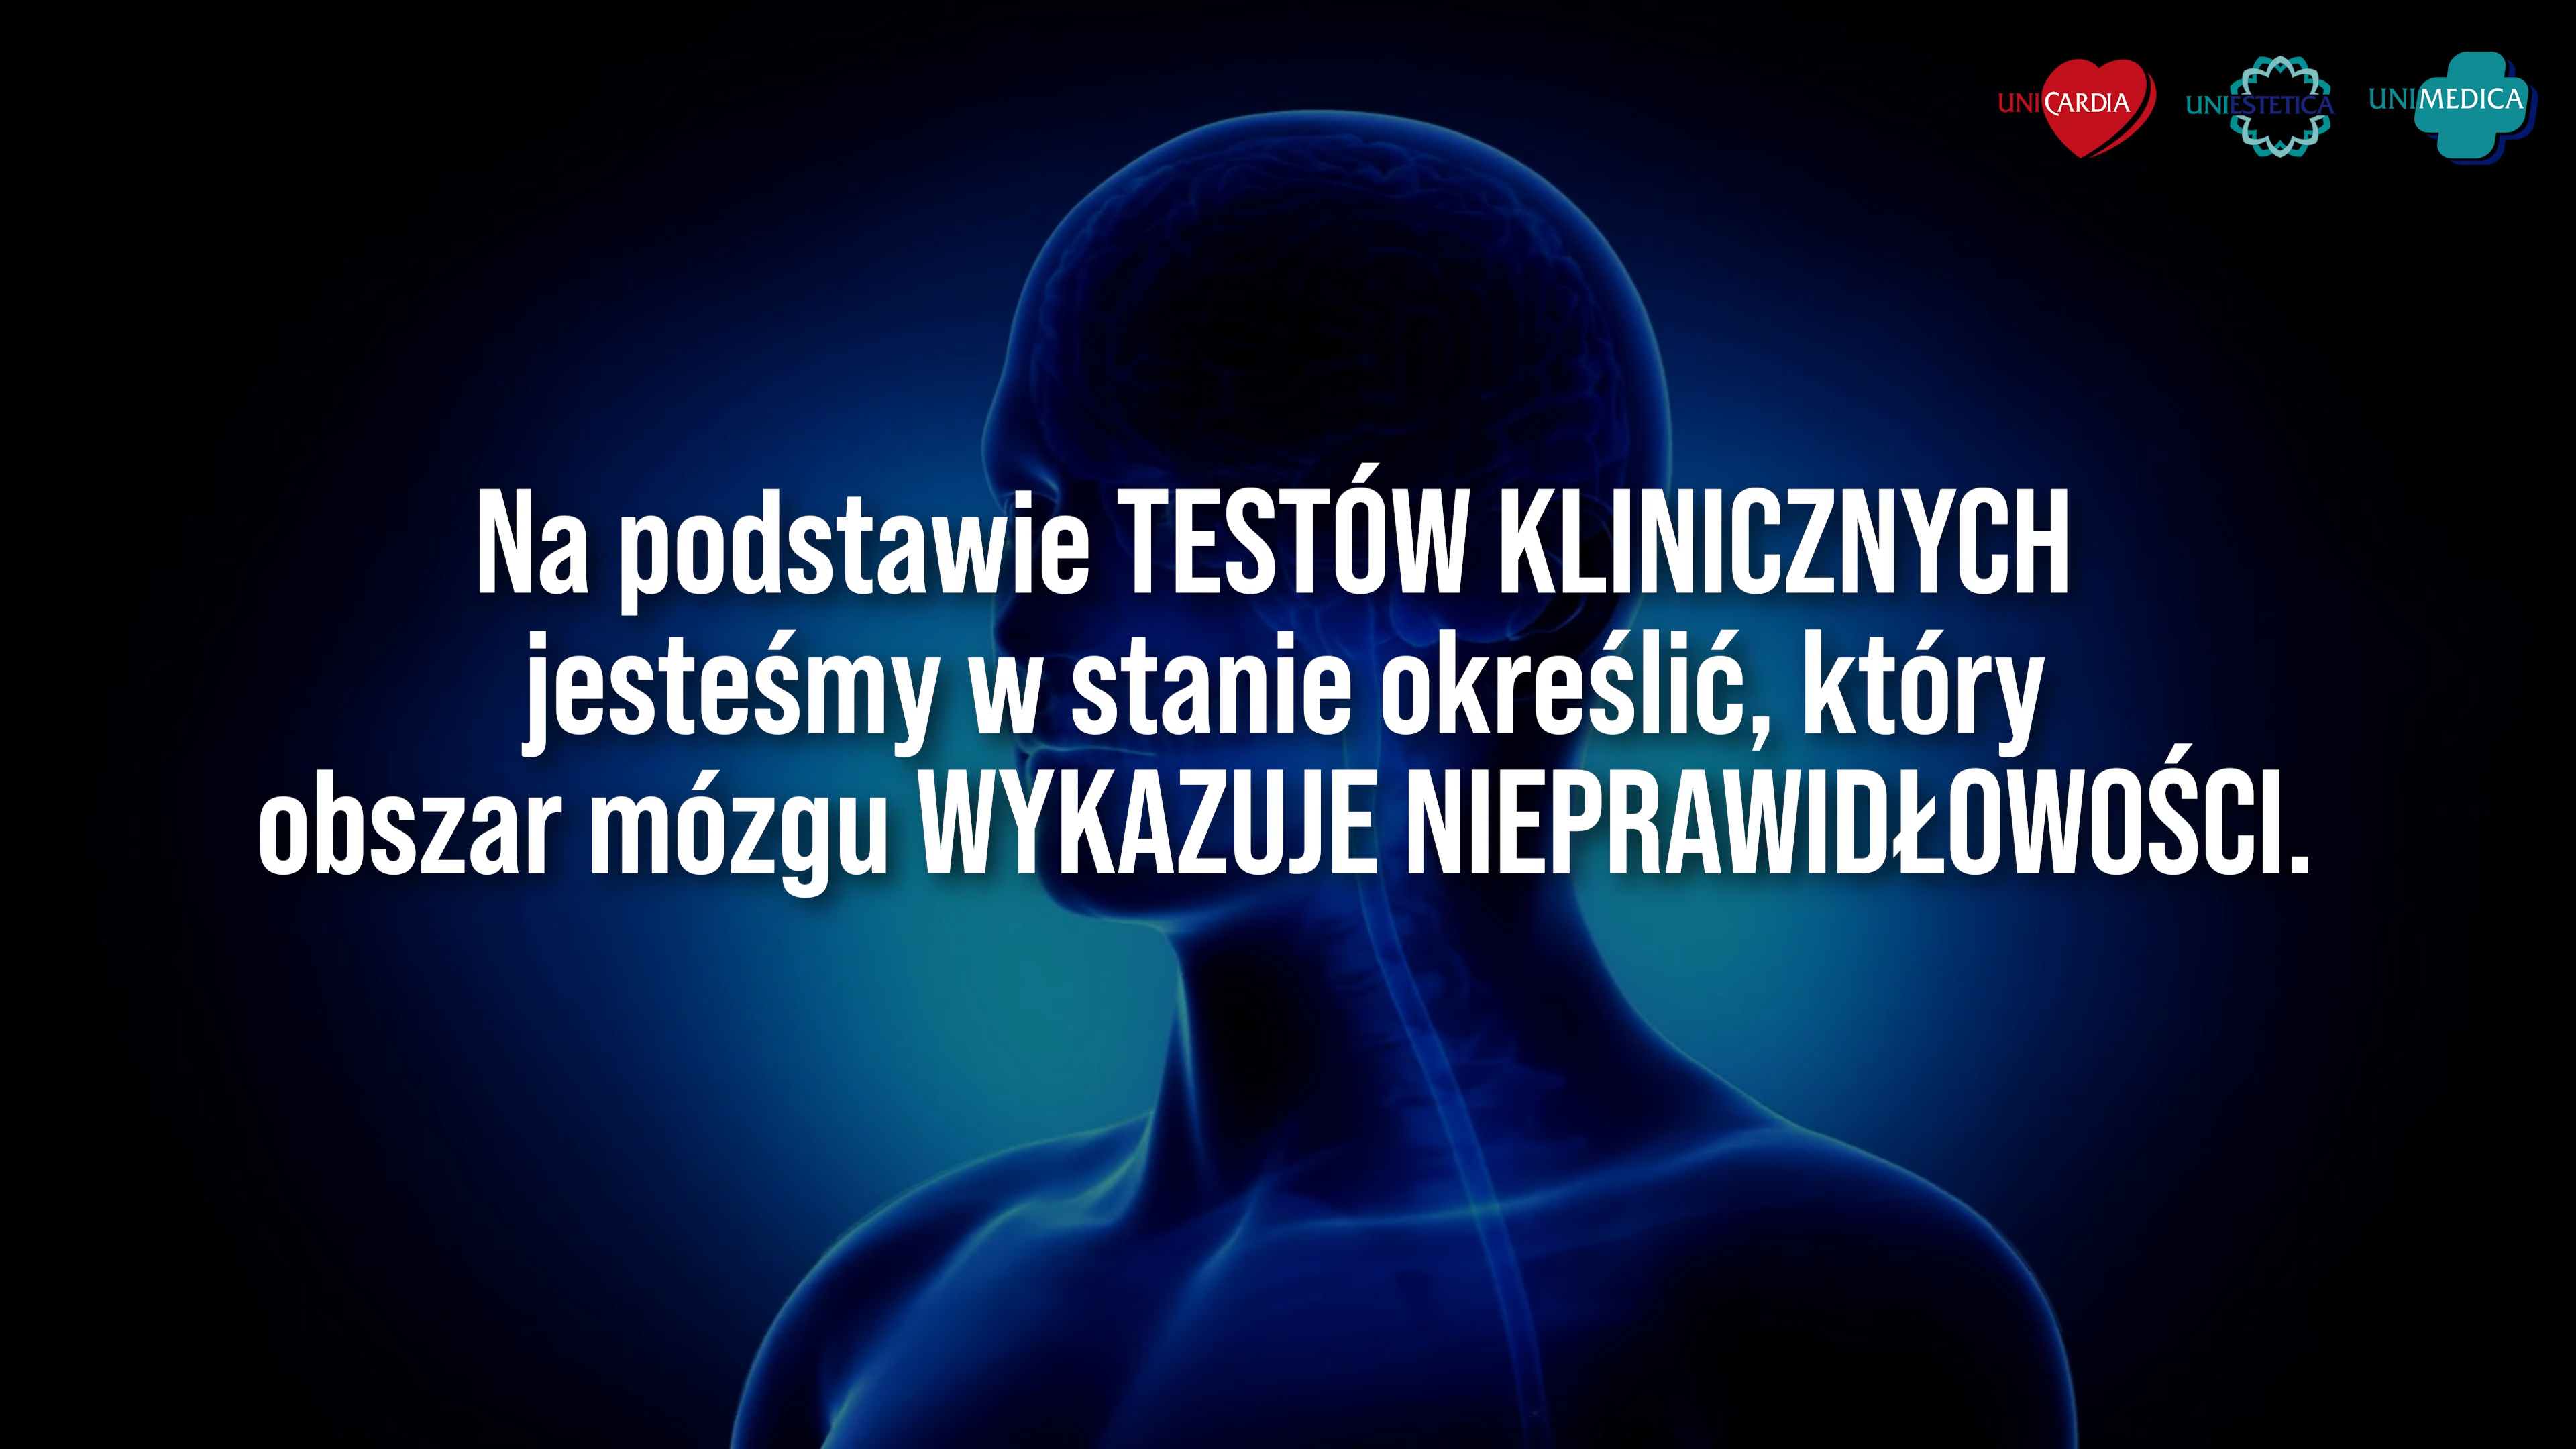 UNICARDIA
UNIESTETICA
UNIMEDICA
Na podstawie TESTÓW KLINICZNYCH
jesteśmy w stanie określić, który
obszar mózgu WYKAZUJE NIEPRAWIDŁOWOŚCI.